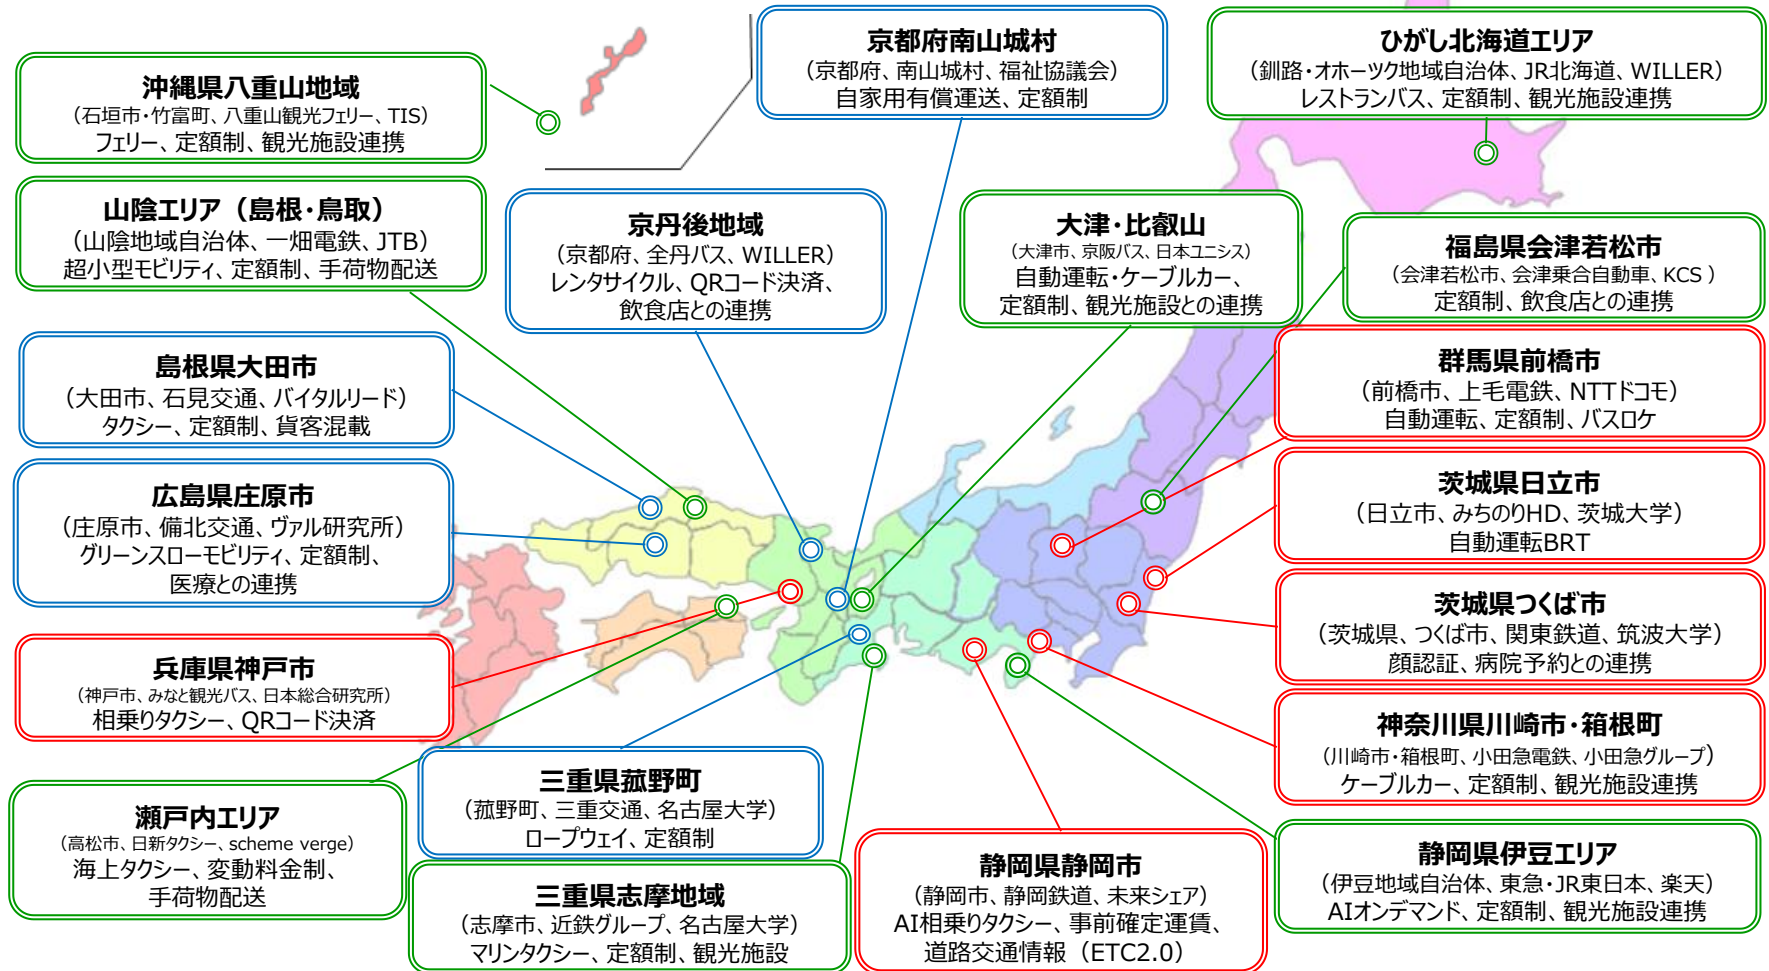 沖縄県八重山地域
（石垣市・竹富町、八重山観光フェリー、TIS）
フェリー、定額制、観光施設連携
京都府南山城村
（京都府、南山城村、福祉協議会）
自家用有償運送、定額制
ひがし北海道エリア
（釧路・オホーツク地域自治体、JR北海道、WILLER）
レストランバス、定額制、観光施設連携
山陰エリア（島根・鳥取）
（山陰地域自治体、一畑電鉄、JTB）
超小型モビリティ、定額制、手荷物配送
京丹後地域
（京都府、全丹バス、WILLER）
レンタサイクル、QRコード決済、
飲食店との連携
大津・比叡山
（大津市、京阪バス、日本ユニシス）
自動運転・ケーブルカー、
定額制、観光施設との連携
福島県会津若松市
（会津若松市、会津乗合自動車、KCS ）
定額制、飲食店との連携
島根県大田市
（大田市、石見交通、バイタルリード）
タクシー、定額制、貨客混載
群馬県前橋市
（前橋市、上毛電鉄、NTTドコモ）
自動運転、定額制、バスロケ
広島県庄原市
（庄原市、備北交通、ヴァル研究所）
グリーンスローモビリティ、定額制、
医療との連携
茨城県日立市
（日立市、みちのりHD、茨城大学）
自動運転BRT
茨城県つくば市
（茨城県、つくば市、関東鉄道、筑波大学）
顔認証、病院予約との連携
兵庫県神戸市
（神戸市、みなと観光バス、日本総合研究所）
相乗りタクシー、QRコード決済
神奈川県川崎市・箱根町
（川崎市・箱根町、小田急電鉄、小田急グループ）
ケーブルカー、定額制、観光施設連携
瀬戸内エリア
（高松市、日新タクシー、scheme verge）
海上タクシー、変動料金制、
手荷物配送
三重県菰野町
（菰野町、三重交通、名古屋大学）
ロープウェイ、定額制
三重県志摩地域
（志摩市、近鉄グループ、名古屋大学）
マリンタクシー、定額制、観光施設
静岡県静岡市
（静岡市、静岡鉄道、未来シェア）
AI相乗りタクシー、事前確定運賃、
道路交通情報（ETC2.0）
静岡県伊豆エリア
（伊豆地域自治体、東急・JR東日本、楽天）
AIオンデマンド、定額制、観光施設連携